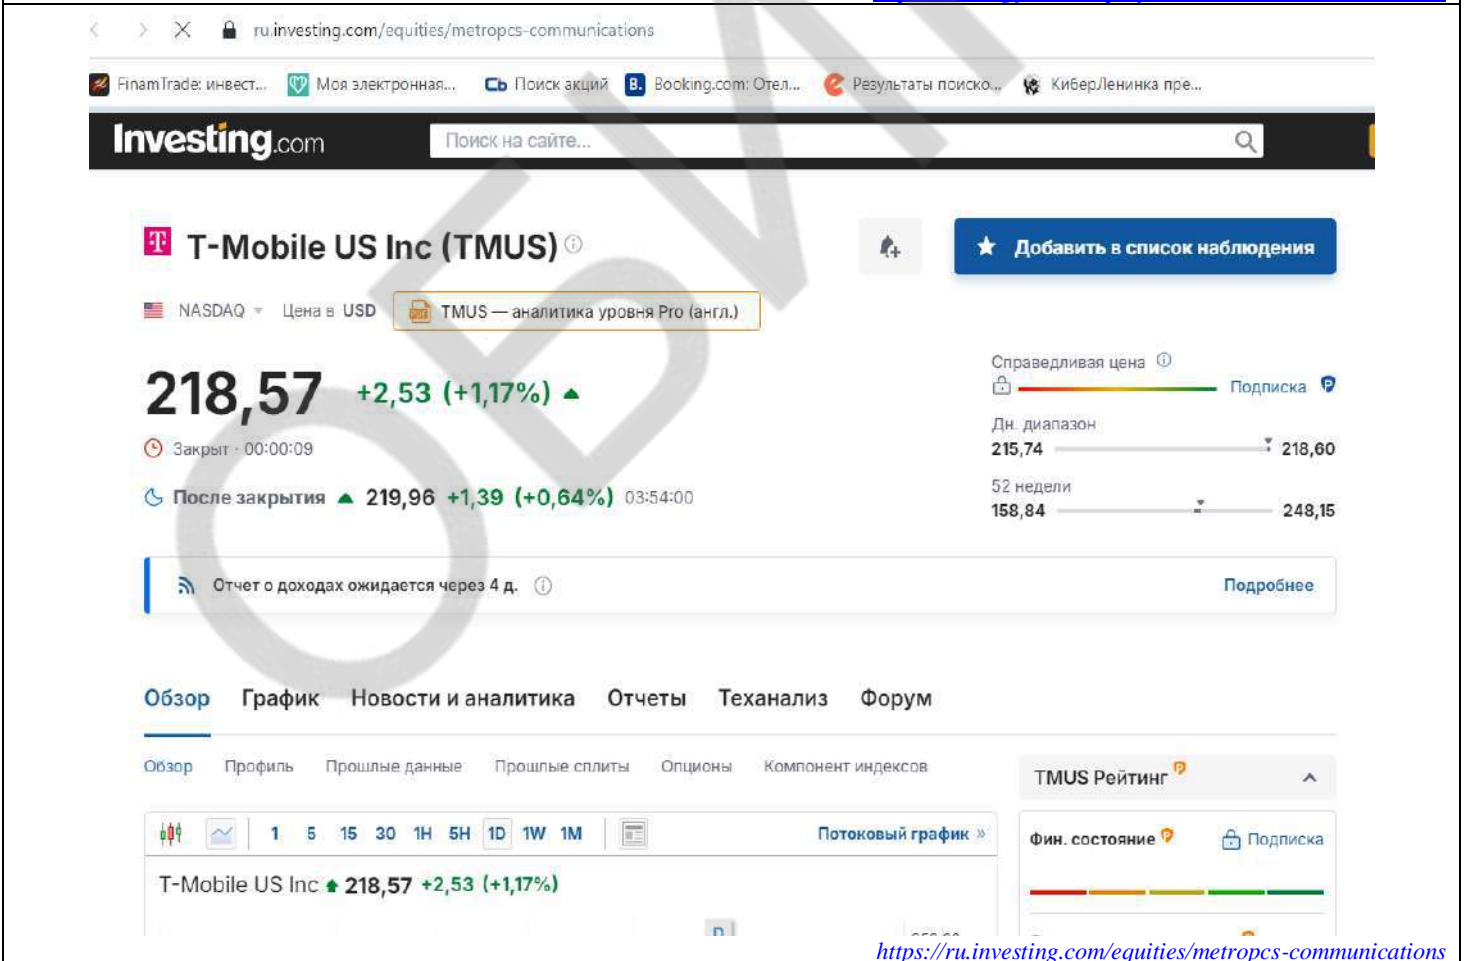 ru.investing.com/equities/metropcs-communications
FinamTrade: инвест... Моя электронная... Поиск акций Booking.com: Отел... Результаты поиско... КиберЛенинка пре...
Investing.com Поиск на сайте...
T-Mobile US Inc (TMUS)
Добавить в список наблюдения
NASDAQ Цена в USD TMUS — аналитика уровня Pro (англ.)
218,57 +2,53 (+1,17%)
Справедливая цена
Подписка
Дн. диапазон
215,74 218,60
Закрыт · 00:00:09
52 недели
158,84 248,15
После закрытия 219,96 +1,39 (+0,64%) 03:54:00
Отчет о доходах ожидается через 4 д. Подробнее
Обзор График Новости и аналитика Отчеты Теханализ Форум
Обзор Профиль Прошлые данные Прошлые сплиты Опционы Компонент индексов
TMUS Рейтинг
1 5 15 30 1H 5H 1D 1W 1M Потоковый график »
Фин. состояние Подписка
T-Mobile US Inc 218,57 +2,53 (+1,17%)
https://ru.investing.com/equities/metropcs-communications